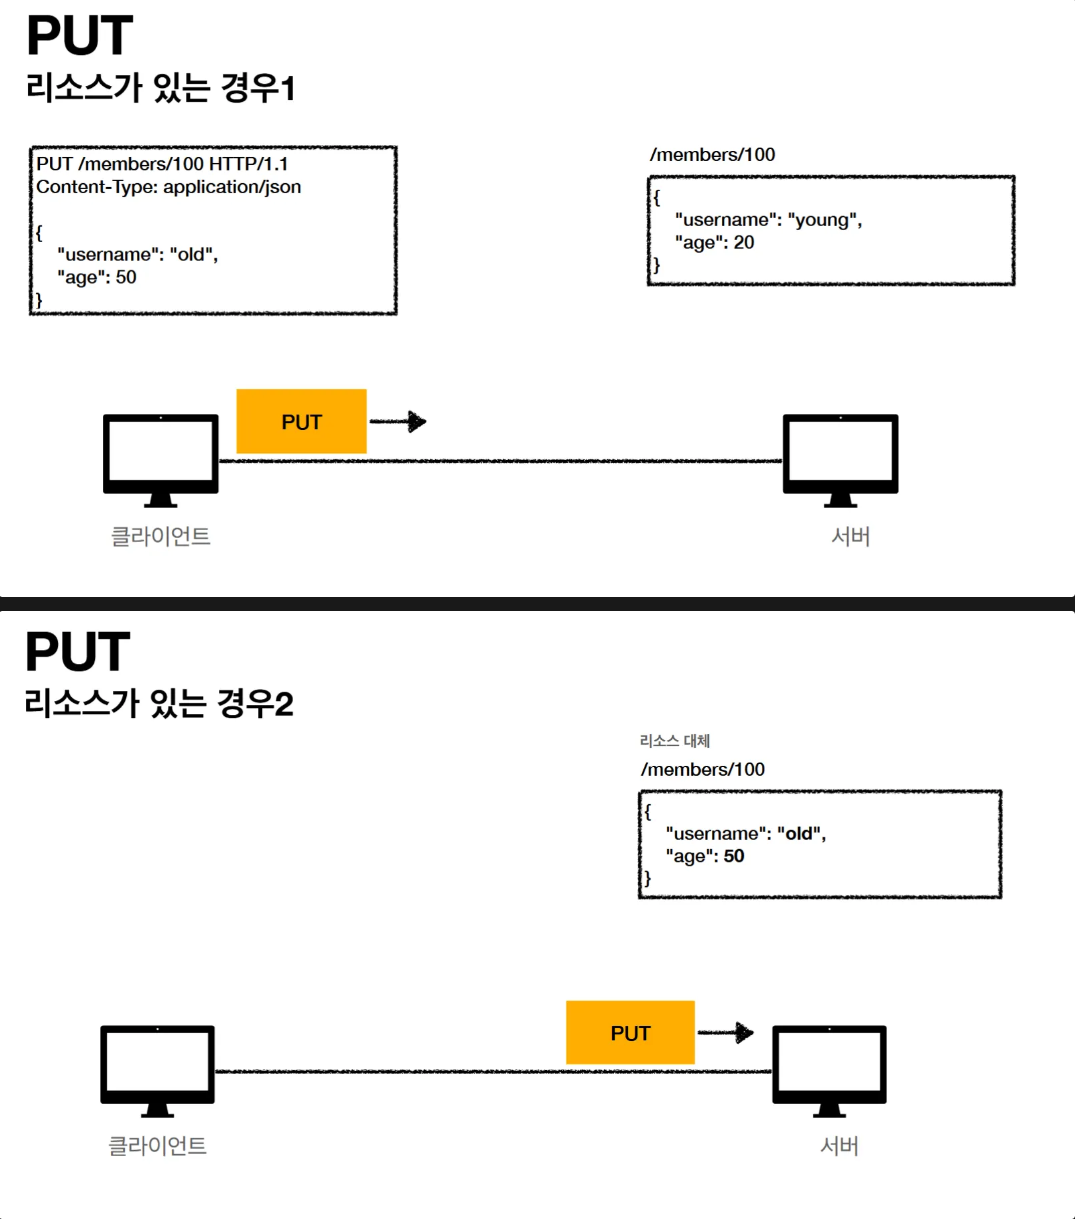 PUT
리소스가 있는 경우1
PUT /members/100 HTTP/1.1
Content-Type: application/json
{
"username": "old",
"age": 50
}
/members/100
{
"username": "young",
"age": 20
}
PUT
클라이언트
서버
PUT
리소스가 있는 경우2
리소스 대체
/members/100
{
"username": "old",
"age": 50
}
PUT
클라이언트
서버